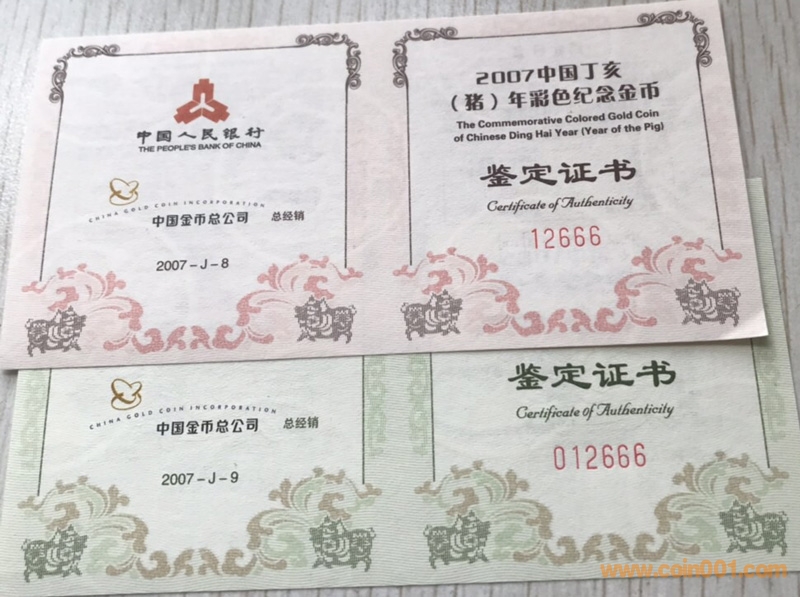 中国人民银行
THE PEOPLE'S BANK OF CHINA
CHINA GOLD COIN INCORPORATION
中国金币总公司 总经销
2007-J-8
2007中国丁亥
（猪）年彩色纪念金币
The Commemorative Colored Gold Coin
of Chinese Ding Hai Year (Year of the Pig)
鉴定证书
Certificate of Authenticity
12666
CHINA GOLD COIN INCORPORATION
中国金币总公司 总经销
2007-J-9
鉴定证书
Certificate of Authenticity
012666
www.coin001.com